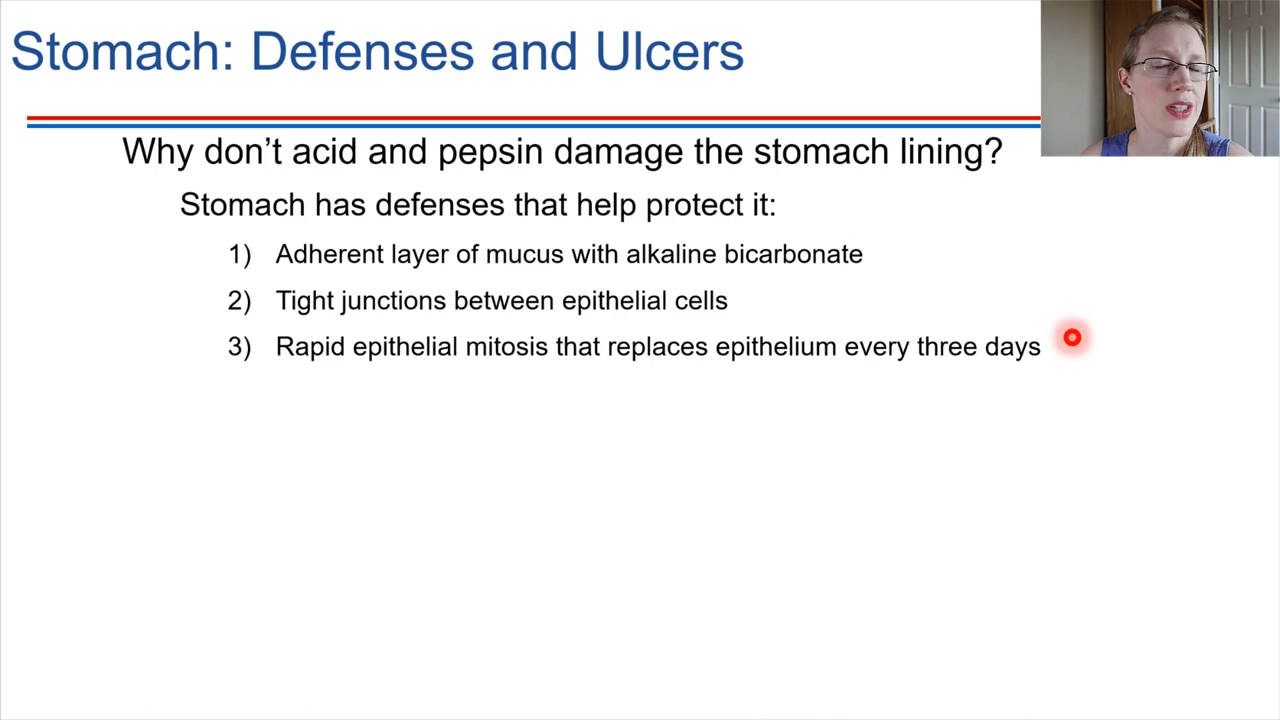 Stomach: Defenses and Ulcers
Why don’t acid and pepsin damage the stomach lining?
Stomach has defenses that help protect it:
1) Adherent layer of mucus with alkaline bicarbonate
2) Tight junctions between epithelial cells
3) Rapid epithelial mitosis that replaces epithelium every three days